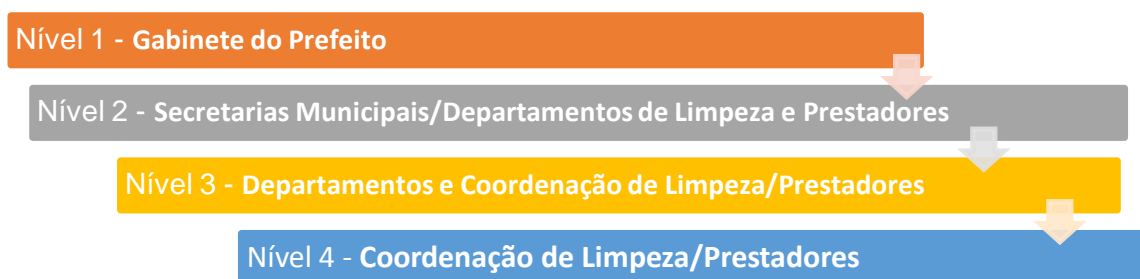 Nível 1 - Gabinete do Prefeito
Nível 2 - Secretarias Municipais/Departamentos de Limpeza e Prestadores
Nível 3 - Departamentos e Coordenação de Limpeza/Prestadores
Nível 4 - Coordenação de Limpeza/Prestadores